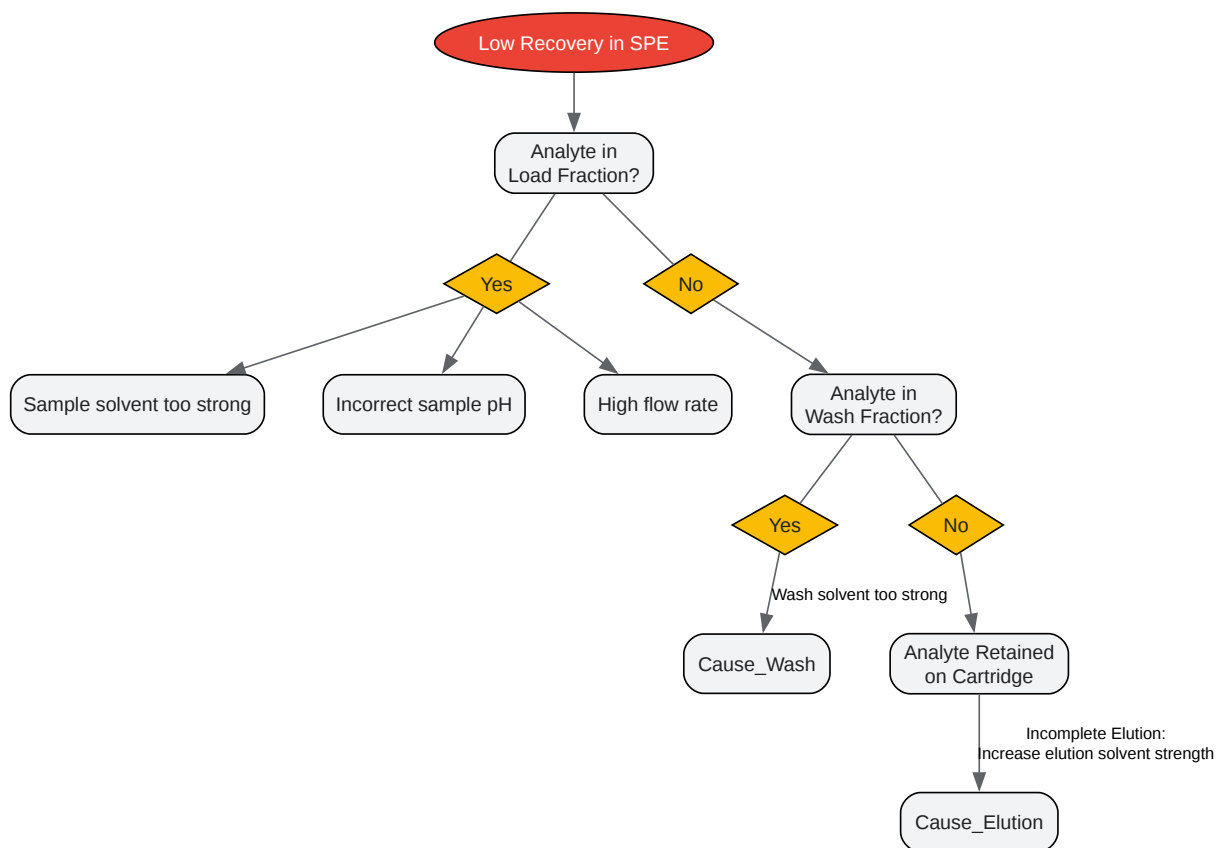 Low Recovery in SPE
Analyte in
Load Fraction?
Yes
No
Sample solvent too strong
Incorrect sample pH
High flow rate
Analyte in
Wash Fraction?
Yes
No
Wash solvent too strong
Cause_Wash
Analyte Retained
on Cartridge
Incomplete Elution:
Increase elution solvent strength
Cause_Elution